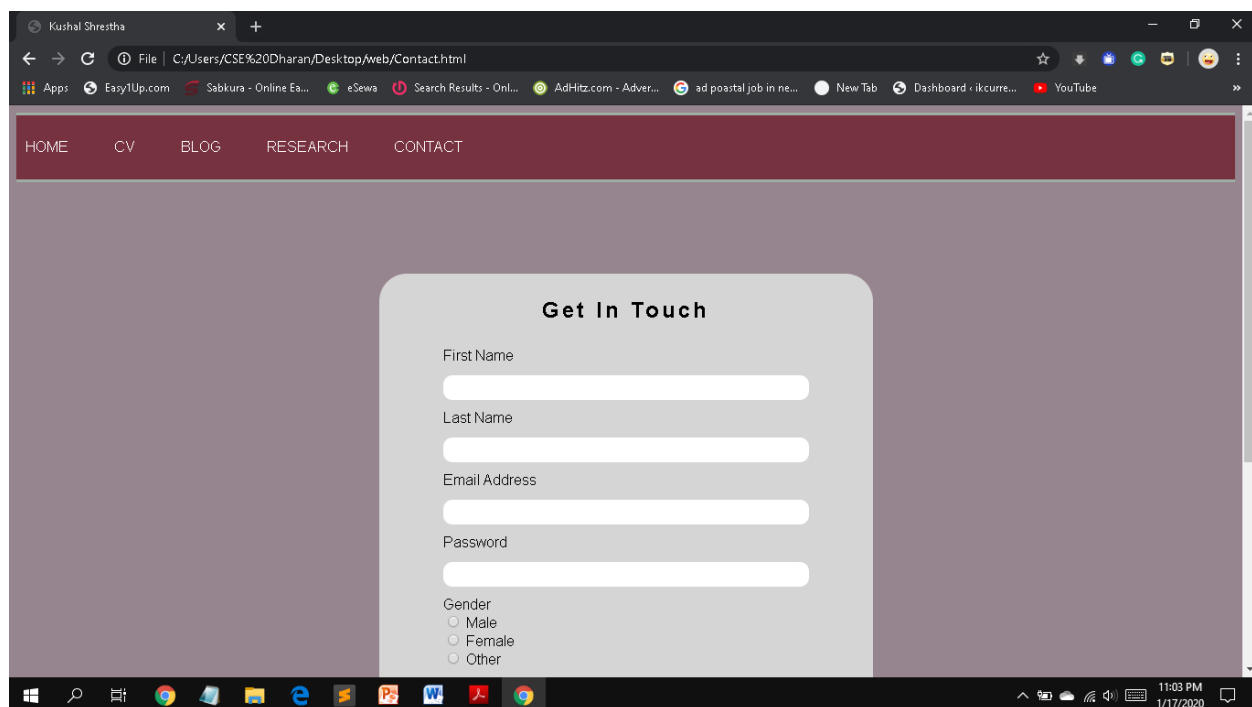 Kushal Shrestha
File | C:/Users/CSE%20Dharan/Desktop/web/Contact.html
Apps Easy1Up.com Sabkura - Online Ea... eSewa Search Results - Onl... AdHitz.com - Adver... ad poastal job in ne... New Tab Dashboard ‹ ikcurre... YouTube »
HOME CV BLOG RESEARCH CONTACT
Get In Touch
First Name
Last Name
Email Address
Password
Gender
Male
Female
Other
11:03 PM
1/17/2020